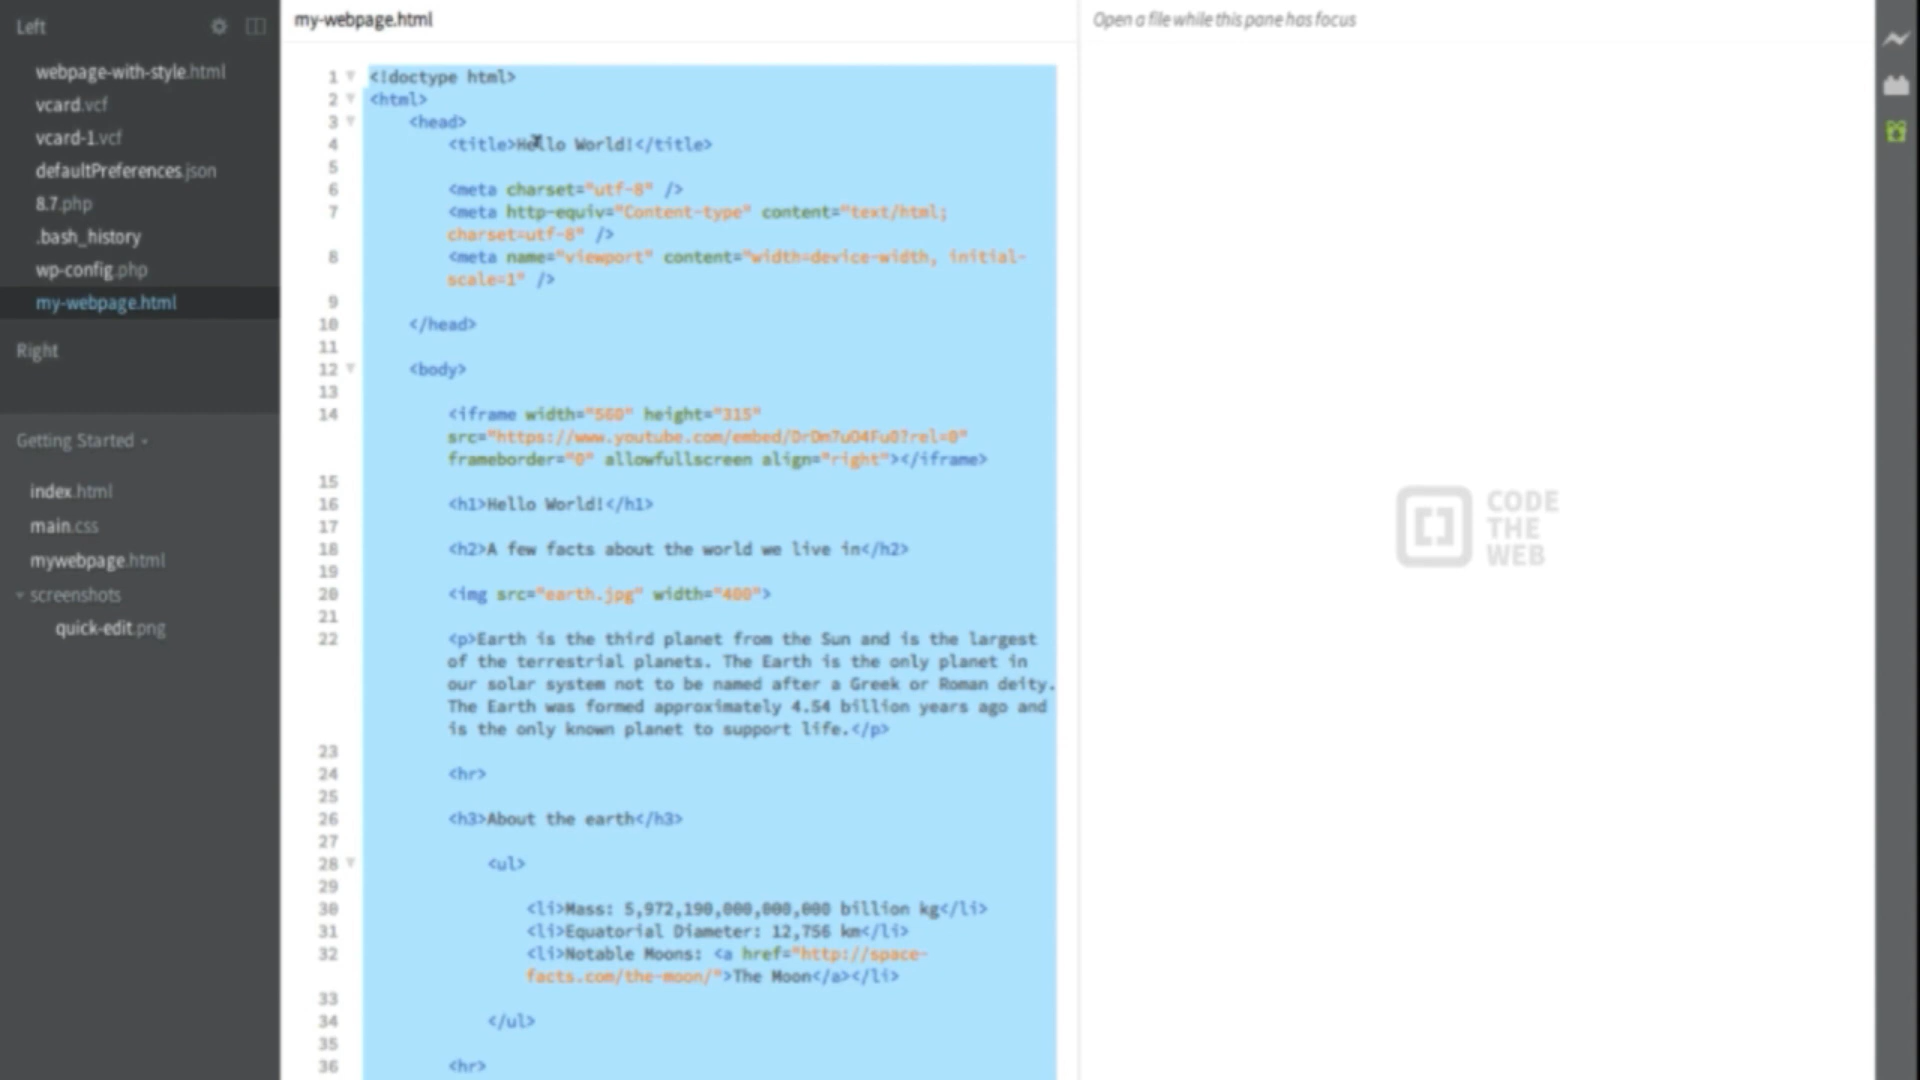 Left
webpage-with-style.html
vcard.vcf
vcard-1.vcf
defaultPreferences.json
8.7.php
.bash_history
wp-config.php
my-webpage.html
Right
Getting Started
index.html
main.css
mywebpage.html
screenshots
quick-edit.png
my-webpage.html
1 <!doctype html>
2 <html>
3 <head>
4 <title>Hello World!</title>
5
6 <meta charset="utf-8" />
7 <meta http-equiv="Content-type" content="text/html;
charset=utf-8" />
8 <meta name="viewport" content="width=device-width, initial-
scale=1" />
9
10 </head>
11
12 <body>
13
14 <iframe width="560" height="315"
src="https://www.youtube.com/embed/DrDm7uO4Fu0?rel=0"
frameborder="0" allowfullscreen align="right"></iframe>
15
16 <h1>Hello World!</h1>
17
18 <h2>A few facts about the world we live in</h2>
19
20 <img src="earth.jpg" width="400">
21
22 <p>Earth is the third planet from the Sun and is the largest
of the terrestrial planets. The Earth is the only planet in
our solar system not to be named after a Greek or Roman deity.
The Earth was formed approximately 4.54 billion years ago and
is the only known planet to support life.</p>
23
24 <hr>
25
26 <h3>About the earth</h3>
27
28 <ul>
29
30 <li>Mass: 5,972,190,000,000,000 billion kg</li>
31 <li>Equatorial Diameter: 12,756 km</li>
32 <li>Notable Moons: <a href="http://space-
facts.com/the-moon/">The Moon</a></li>
33
34 </ul>
35
36 <hr>
Open a file while this pane has focus
CODE
THE
WEB